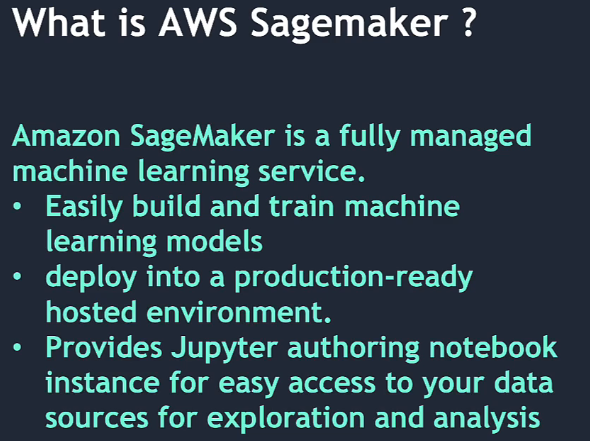 What is AWS Sagemaker ?
Amazon SageMaker is a fully managed
machine learning service.
• Easily build and train machine
learning models
• deploy into a production-ready
hosted environment.
• Provides Jupyter authoring notebook
instance for easy access to your data
sources for exploration and analysis